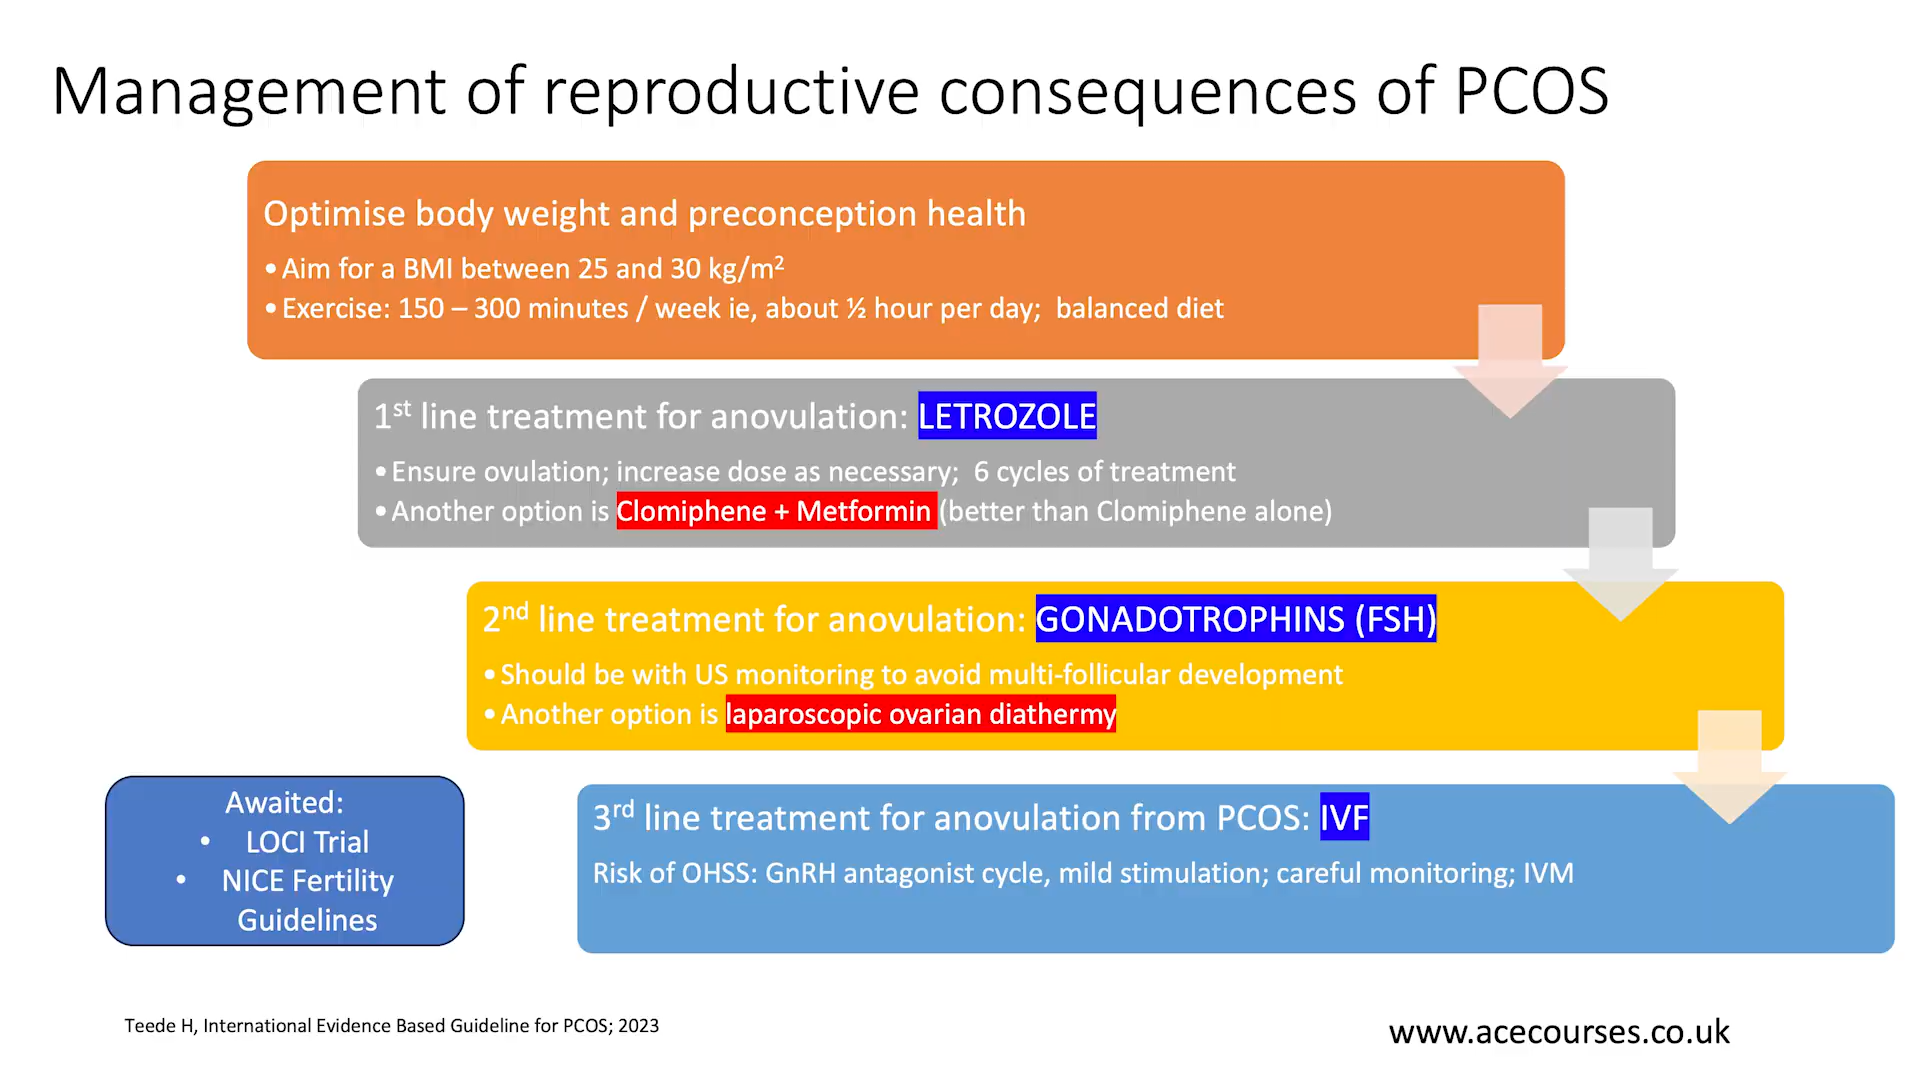 Management of reproductive consequences of PCOS
Optimise body weight and preconception health
• Aim for a BMI between 25 and 30 kg/m²
• Exercise: 150 – 300 minutes / week ie, about ½ hour per day;  balanced diet
1st line treatment for anovulation: LETROZOLE
• Ensure ovulation; increase dose as necessary;  6 cycles of treatment
• Another option is Clomiphene + Metformin (better than Clomiphene alone)
2nd line treatment for anovulation: GONADOTROPHINS (FSH)
• Should be with US monitoring to avoid multi-follicular development
• Another option is laparoscopic ovarian diathermy
3rd line treatment for anovulation from PCOS: IVF
Risk of OHSS: GnRH antagonist cycle, mild stimulation; careful monitoring; IVM
Awaited:
• LOCI Trial
• NICE Fertility
Guidelines
Teede H, International Evidence Based Guideline for PCOS; 2023
www.acecourses.co.uk